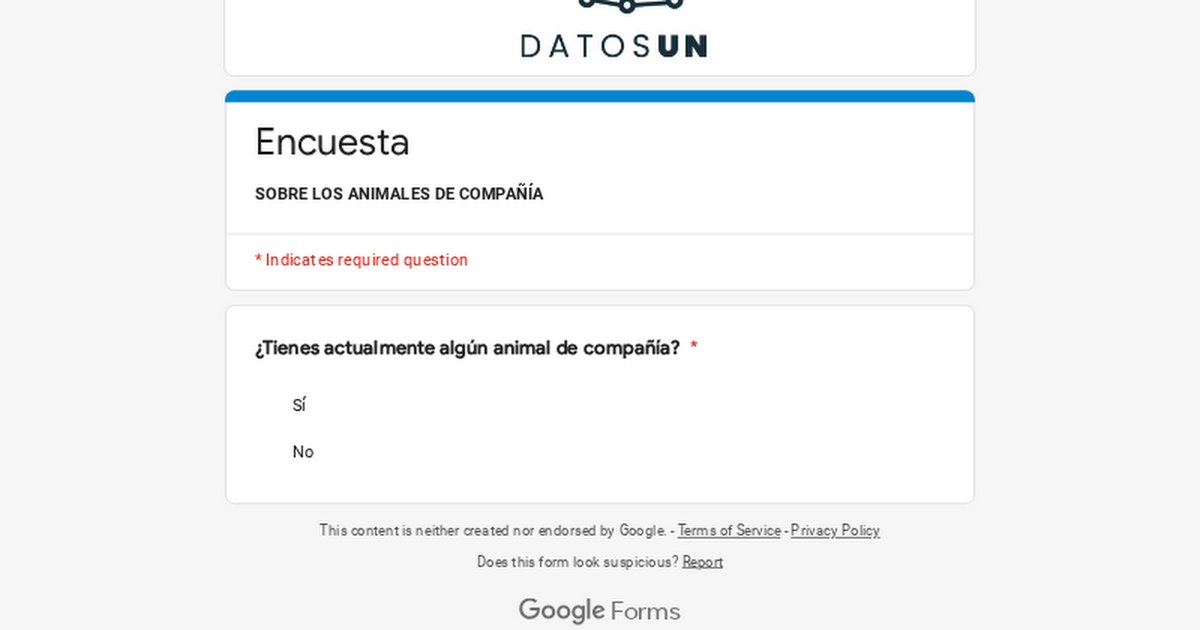 DATOSUN
Encuesta
SOBRE LOS ANIMALES DE COMPAÑÍA
* Indicates required question
¿Tienes actualmente algún animal de compañía? *
Sí
No
This content is neither created nor endorsed by Google. - Terms of Service - Privacy Policy
Does this form look suspicious? Report
Google Forms